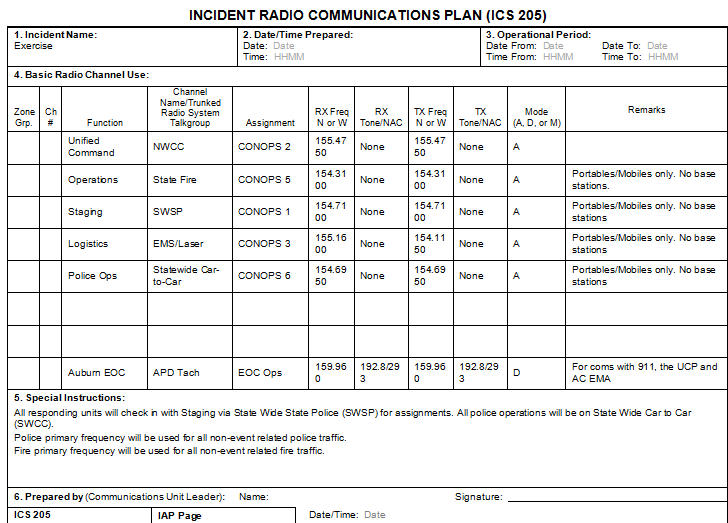 INCIDENT RADIO COMMUNICATIONS PLAN (ICS 205)
1. Incident Name:
Exercise
2. Date/Time Prepared:
Date: Date
Time: HHMM
3. Operational Period:
Date From: Date Date To: Date
Time From: HHMM Time To: HHMM
4. Basic Radio Channel Use:
Zone Grp. Ch # Function Channel Name/Trunked Radio System Talkgroup Assignment RX Freq N or W RX Tone/NAC TX Freq N or W TX Tone/NAC Mode (A, D, or M) Remarks
Unified Command NWCC CONOPS 2 155.4750 None 155.4750 None A
Operations State Fire CONOPS 5 154.3100 None 154.3100 None A Portables/Mobiles only. No base stations.
Staging SWSP CONOPS 1 154.7100 None 154.7100 None A Portables/Mobiles only. No base stations
Logistics EMS/Laser CONOPS 3 155.1600 None 154.1150 None A Portables/Mobiles only. No base stations
Police Ops Statewide Car-to-Car CONOPS 6 154.6950 None 154.6950 None A Portables/Mobiles only. No base stations
Auburn EOC APD Tach EOC Ops 159.960 192.8/293 159.960 192.8/293 D For coms with 911, the UCP and AC EMA
5. Special Instructions:
All responding units will check in with Staging via State Wide State Police (SWSP) for assignments. All police operations will be on State Wide Car to Car
(SWCC).
Police primary frequency will be used for all non-event related police traffic.
Fire primary frequency will be used for all non-event related fire traffic.
6. Prepared by (Communications Unit Leader): Name: Signature:
ICS 205 IAP Page Date/Time: Date